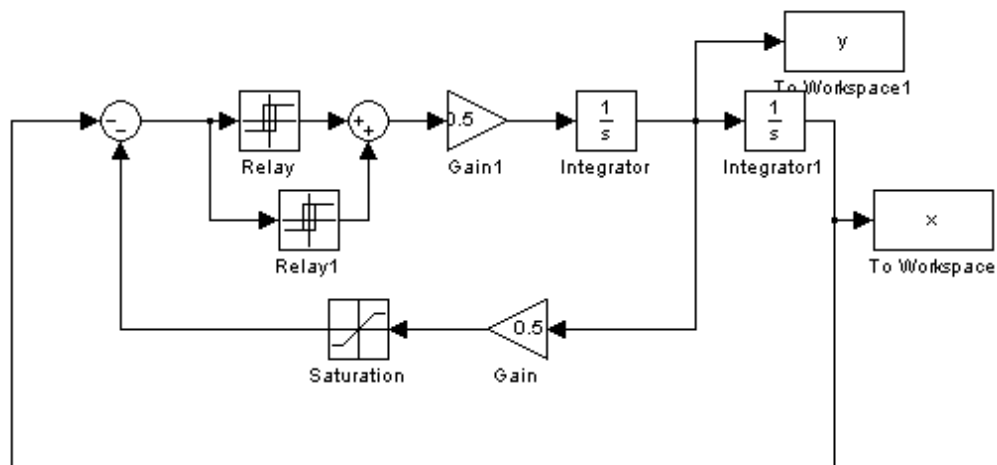 y
To Workspace1
Relay
0.5
Gain1
1
s
Integrator
1
s
Integrator1
Relay1
x
To Workspace
Saturation
0.5
Gain